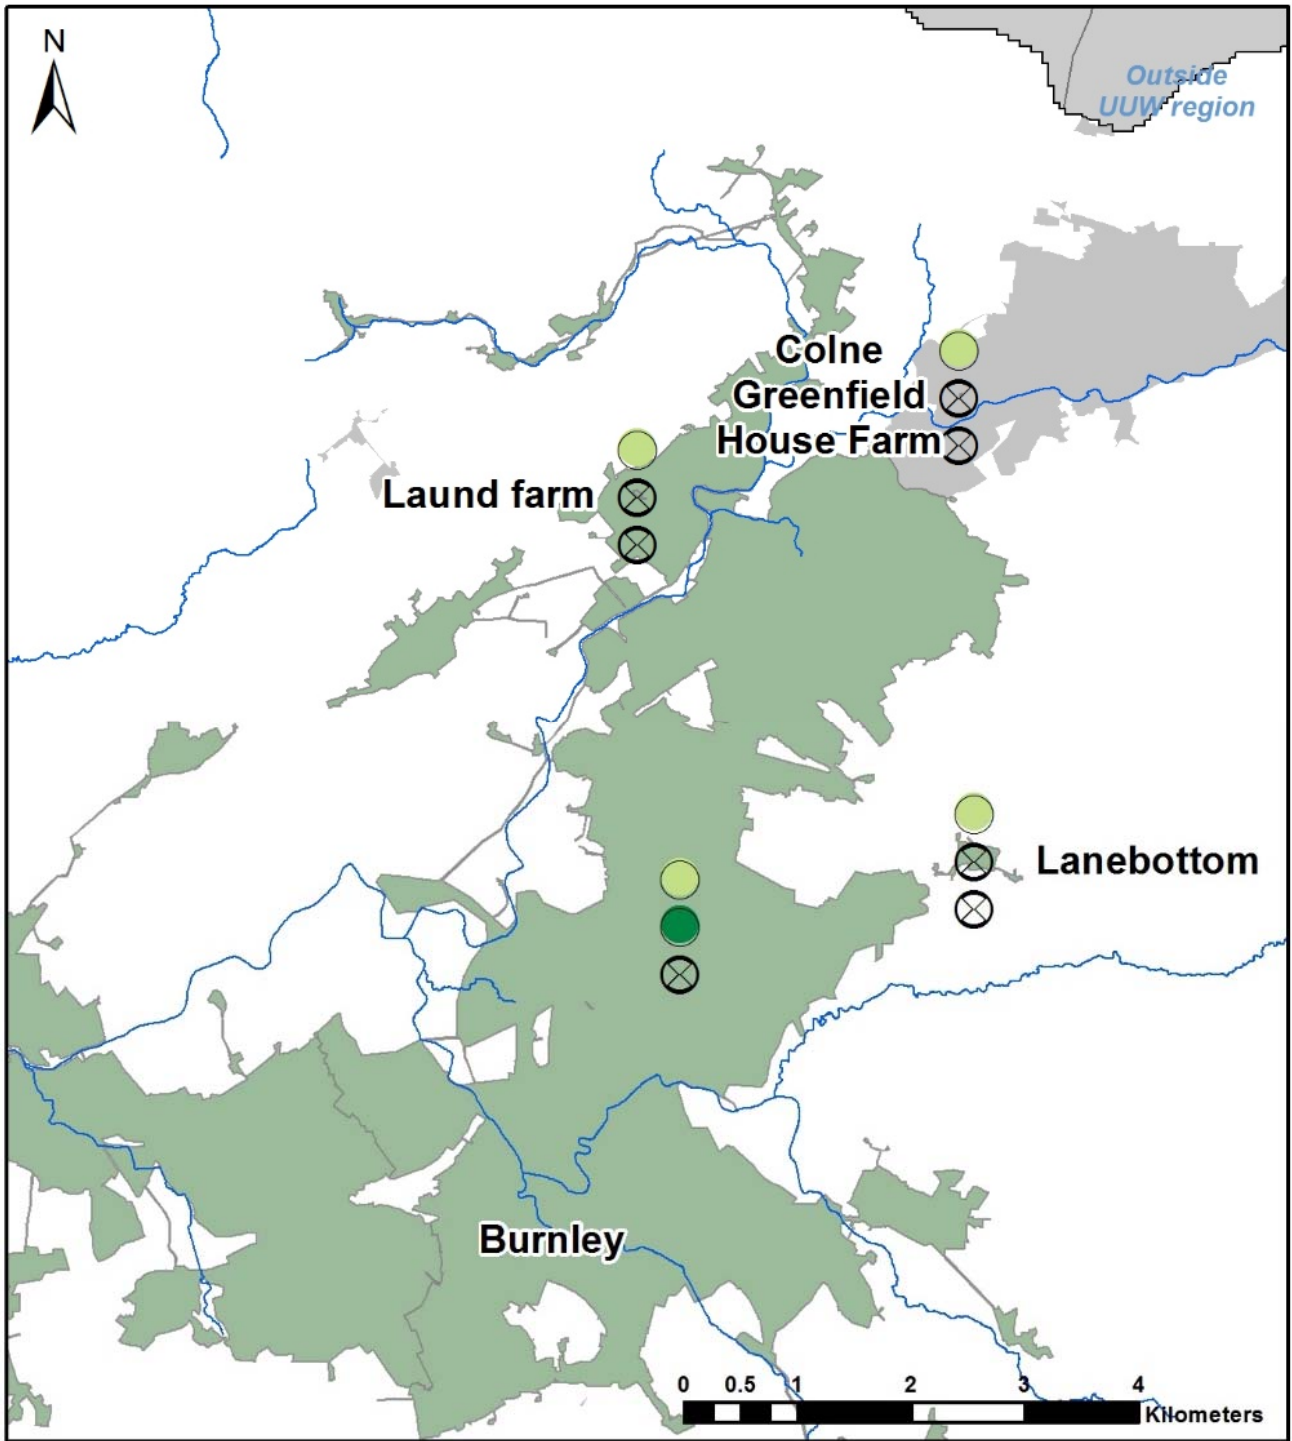 N
Outside
UUW region
Colne
Greenfield
House Farm
Laund farm
Lanebottom
Burnley
0 0.5 1 2 3 4
Kilometers